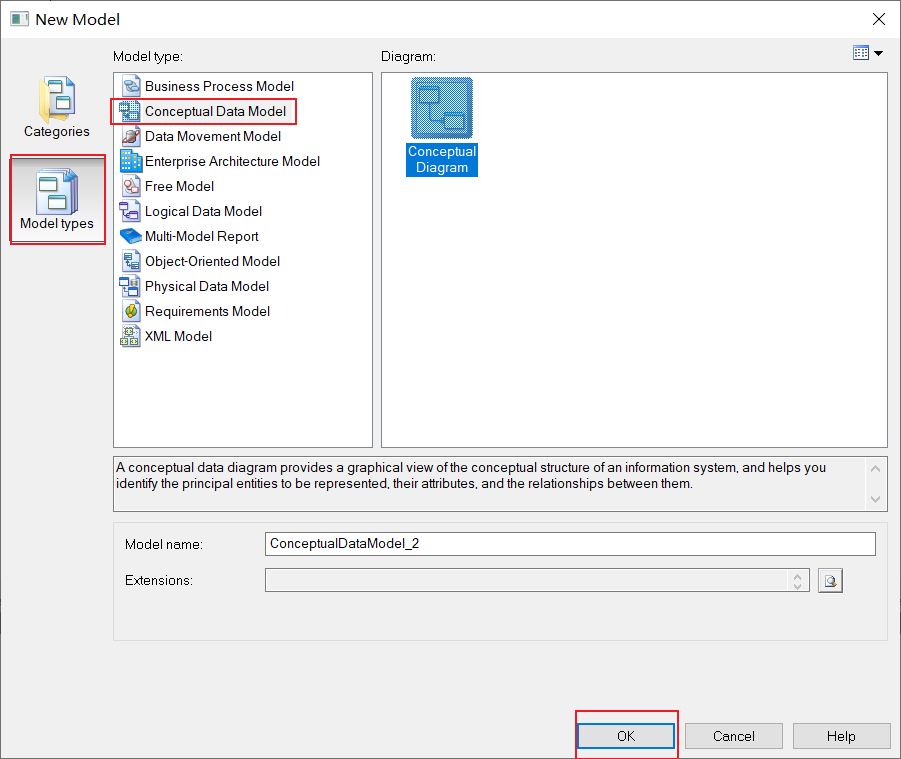 New Model
Model type:
Diagram:
Categories
Model types
Business Process Model
Conceptual Data Model
Data Movement Model
Enterprise Architecture Model
Free Model
Logical Data Model
Multi-Model Report
Object-Oriented Model
Physical Data Model
Requirements Model
XML Model
Conceptual
Diagram
A conceptual data diagram provides a graphical view of the conceptual structure of an information system, and helps you
identify the principal entities to be represented, their attributes, and the relationships between them.
Model name:
ConceptualDataModel_2
Extensions:
OK
Cancel
Help